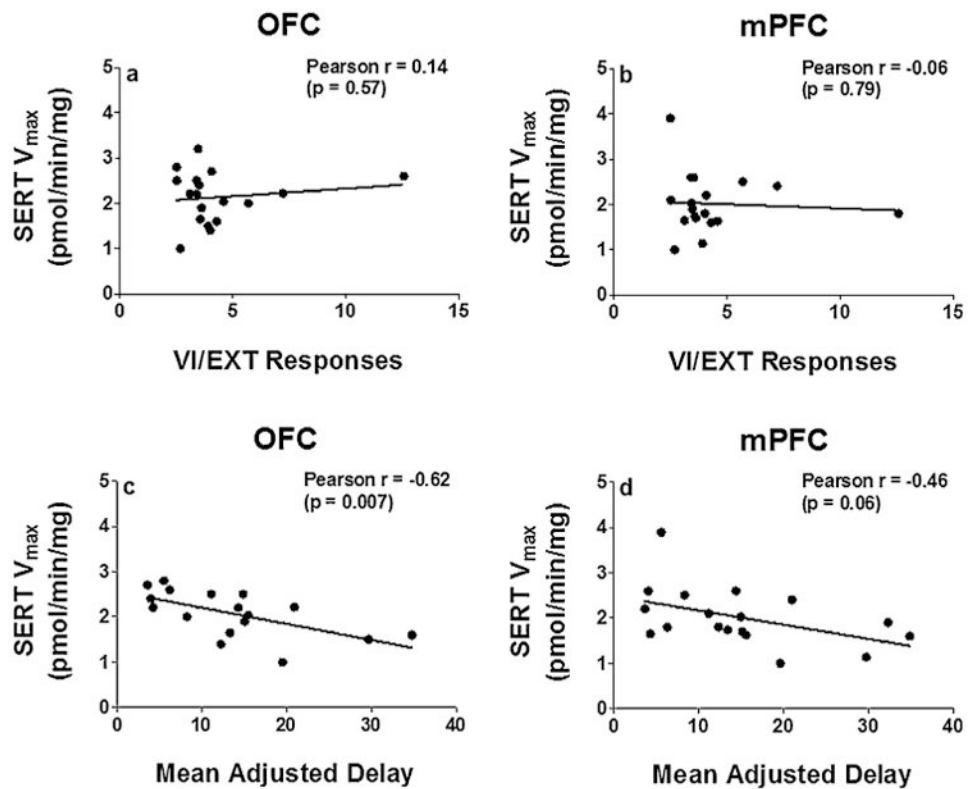 OFC
a
Pearson r = 0.14
(p = 0.57)
SERT Vmax
(pmol/min/mg)
5
4
3
2
1
0
0 5 10 15
VI/EXT Responses
mPFC
b
Pearson r = -0.06
(p = 0.79)
SERT Vmax
(pmol/min/mg)
5
4
3
2
1
0
0 5 10 15
VI/EXT Responses
OFC
c
Pearson r = -0.62
(p = 0.007)
SERT Vmax
(pmol/min/mg)
5
4
3
2
1
0
0 10 20 30 40
Mean Adjusted Delay
mPFC
d
Pearson r = -0.46
(p = 0.06)
SERT Vmax
(pmol/min/mg)
5
4
3
2
1
0
0 10 20 30 40
Mean Adjusted Delay